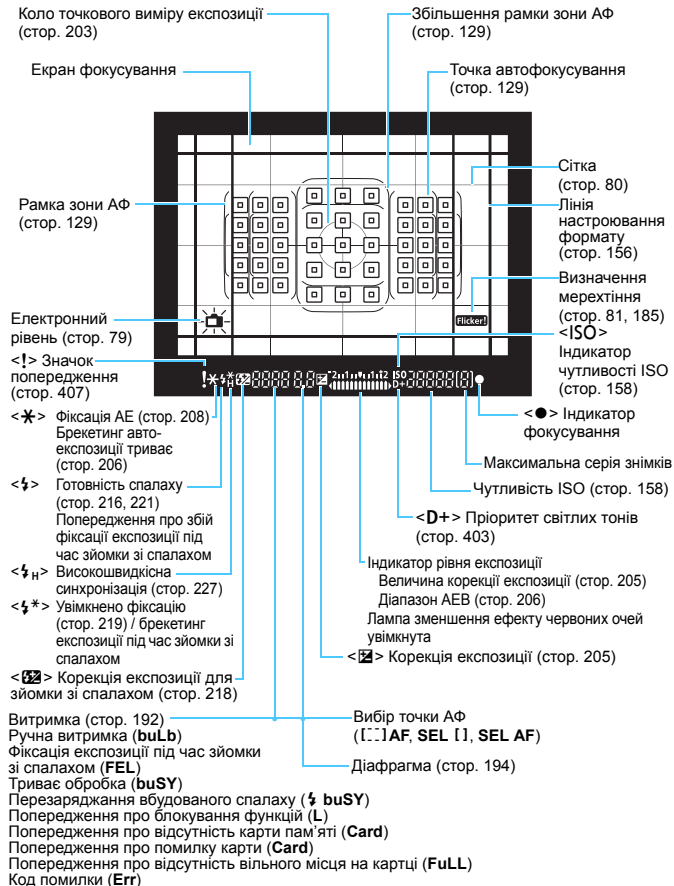 Коло точкового виміру експозиції
(стор. 203)
Збільшення рамки зони АФ
(стор. 129)
Екран фокусування
Точка автофокусування
(стор. 129)
Сітка
(стор. 80)
Рамка зони АФ
(стор. 129)
Лінія
настроювання
формату
(стор. 156)
Визначення
мерехтіння
(стор. 81, 185)
Flicker!
Електронний
рівень (стор. 79)
<ISO>
Індикатор
чутливості ISO
(стор. 158)
<!> Значок
попередження
(стор. 407)
<●> Індикатор
фокусування
<✱> Фіксація AE (стор. 208)
Брекетинг авто-
експозиції триває
(стор. 206)
Максимальна серія знімків
Чутливість ISO (стор. 158)
<⚡> Готовність спалаху
(стор. 216, 221)
Попередження про збій
фіксації експозиції під
час зйомки зі спалахом
<D+> Пріоритет світлих тонів
(стор. 403)
<⚡H> Високошвидкісна
синхронізація (стор. 227)
Індикатор рівня експозиції
Величина корекції експозиції (стор. 205)
Діапазон AEB (стор. 206)
Лампа зменшення ефекту червоних очей
увімкнута
<⚡*> Увімкнено фіксацію
(стор. 219) / брекетинг
експозиції під час зйомки зі
спалахом
<> Корекція експозиції (стор. 205)
<> Корекція експозиції для
зйомки зі спалахом (стор. 218)
Витримка (стор. 192)
Ручна витримка (buLb)
Фіксація експозиції під час зйомки
зі спалахом (FEL)
Триває обробка (buSY)
Перезаряджання вбудованого спалаху (⚡ buSY)
Попередження про блокування функцій (L)
Попередження про відсутність карти пам'яті (Card)
Попередження про помилку карти (Card)
Попередження про відсутність вільного місця на картці (FuLL)
Код помилки (Err)
Вибір точки АФ
([ ] AF, SEL [ ], SEL AF)
Діафрагма (стор. 194)